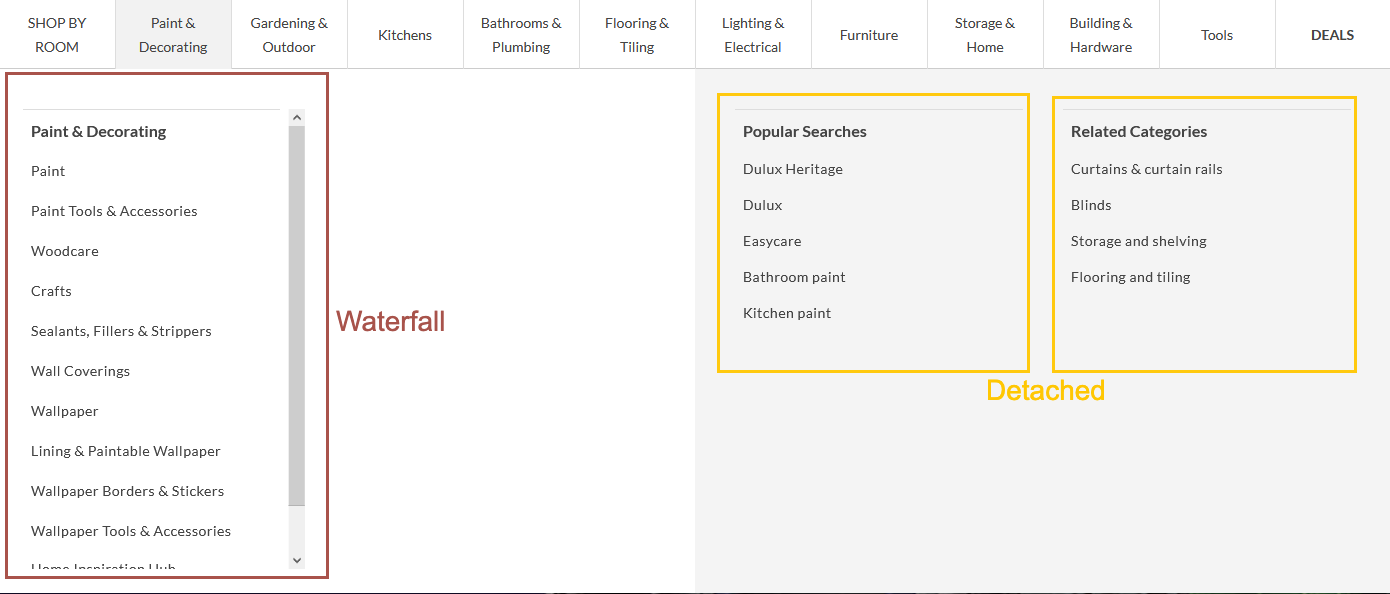 SHOP BY
ROOM
Paint &
Decorating
Gardening &
Outdoor
Kitchens
Bathrooms &
Plumbing
Flooring &
Tiling
Lighting &
Electrical
Furniture
Storage &
Home
Building &
Hardware
Tools
DEALS
Paint & Decorating
Paint
Paint Tools & Accessories
Woodcare
Crafts
Sealants, Fillers & Strippers
Wall Coverings
Wallpaper
Lining & Paintable Wallpaper
Wallpaper Borders & Stickers
Wallpaper Tools & Accessories
Home Inspiration Hub
Waterfall
Popular Searches
Dulux Heritage
Dulux
Easycare
Bathroom paint
Kitchen paint
Related Categories
Curtains & curtain rails
Blinds
Storage and shelving
Flooring and tiling
Detached